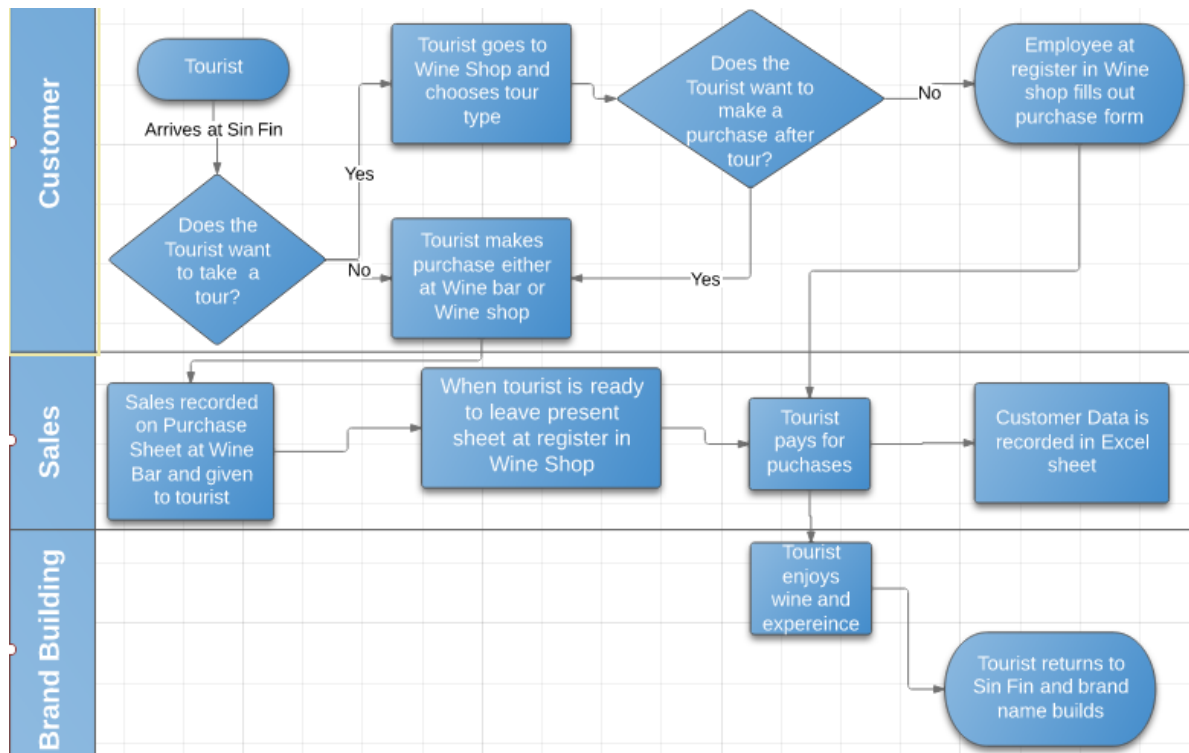 Customer
Tourist
Arrives at Sin Fin
Does the
Tourist want
to take a
tour?
Yes
No
Tourist goes to
Wine Shop and
chooses tour
type
Tourist makes
purchase either
at Wine bar or
Wine shop
Does the
Tourist want to
make a
purchase after
tour?
No
Yes
Employee at
register in Wine
shop fills out
purchase form
Sales
Sales recorded
on Purchase
Sheet at Wine
Bar and given
to tourist
When tourist is ready
to leave present
sheet at register in
Wine Shop
Tourist
pays for
puchases
Customer Data is
recorded in Excel
sheet
Brand Building
Tourist
enjoys
wine and
expereince
Tourist returns to
Sin Fin and brand
name builds